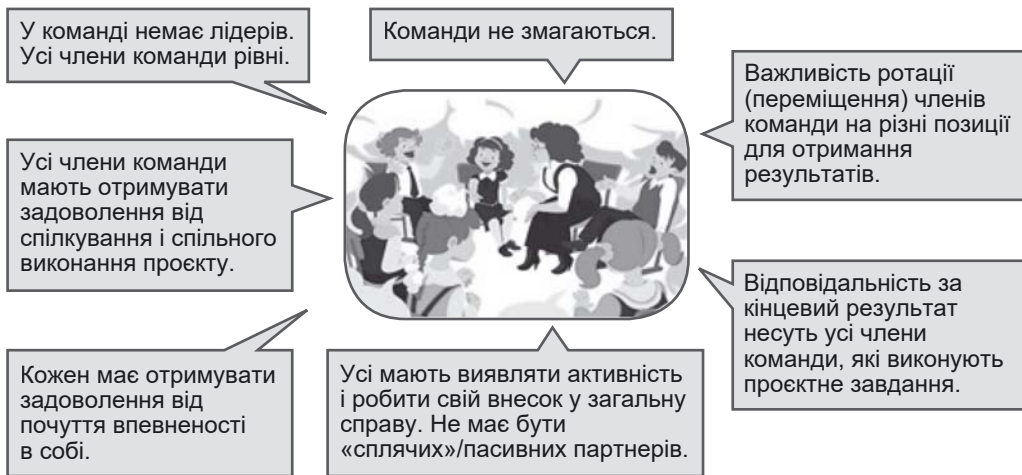 У команді немає лідерів.
Усі члени команди рівні.
Команди не змагаються.
Важливість ротації
(переміщення) членів
команди на різні позиції
для отримання
результатів.
Усі члени команди
мають отримувати
задоволення від
спілкування і спільного
виконання проєкту.
Відповідальність за
кінцевий результат
несуть усі члени
команди, які виконують
проєктне завдання.
Кожен має отримувати
задоволення від
почуття впевненості
в собі.
Усі мають виявляти активність
і робити свій внесок у загальну
справу. Не має бути
«сплячих»/пасивних партнерів.